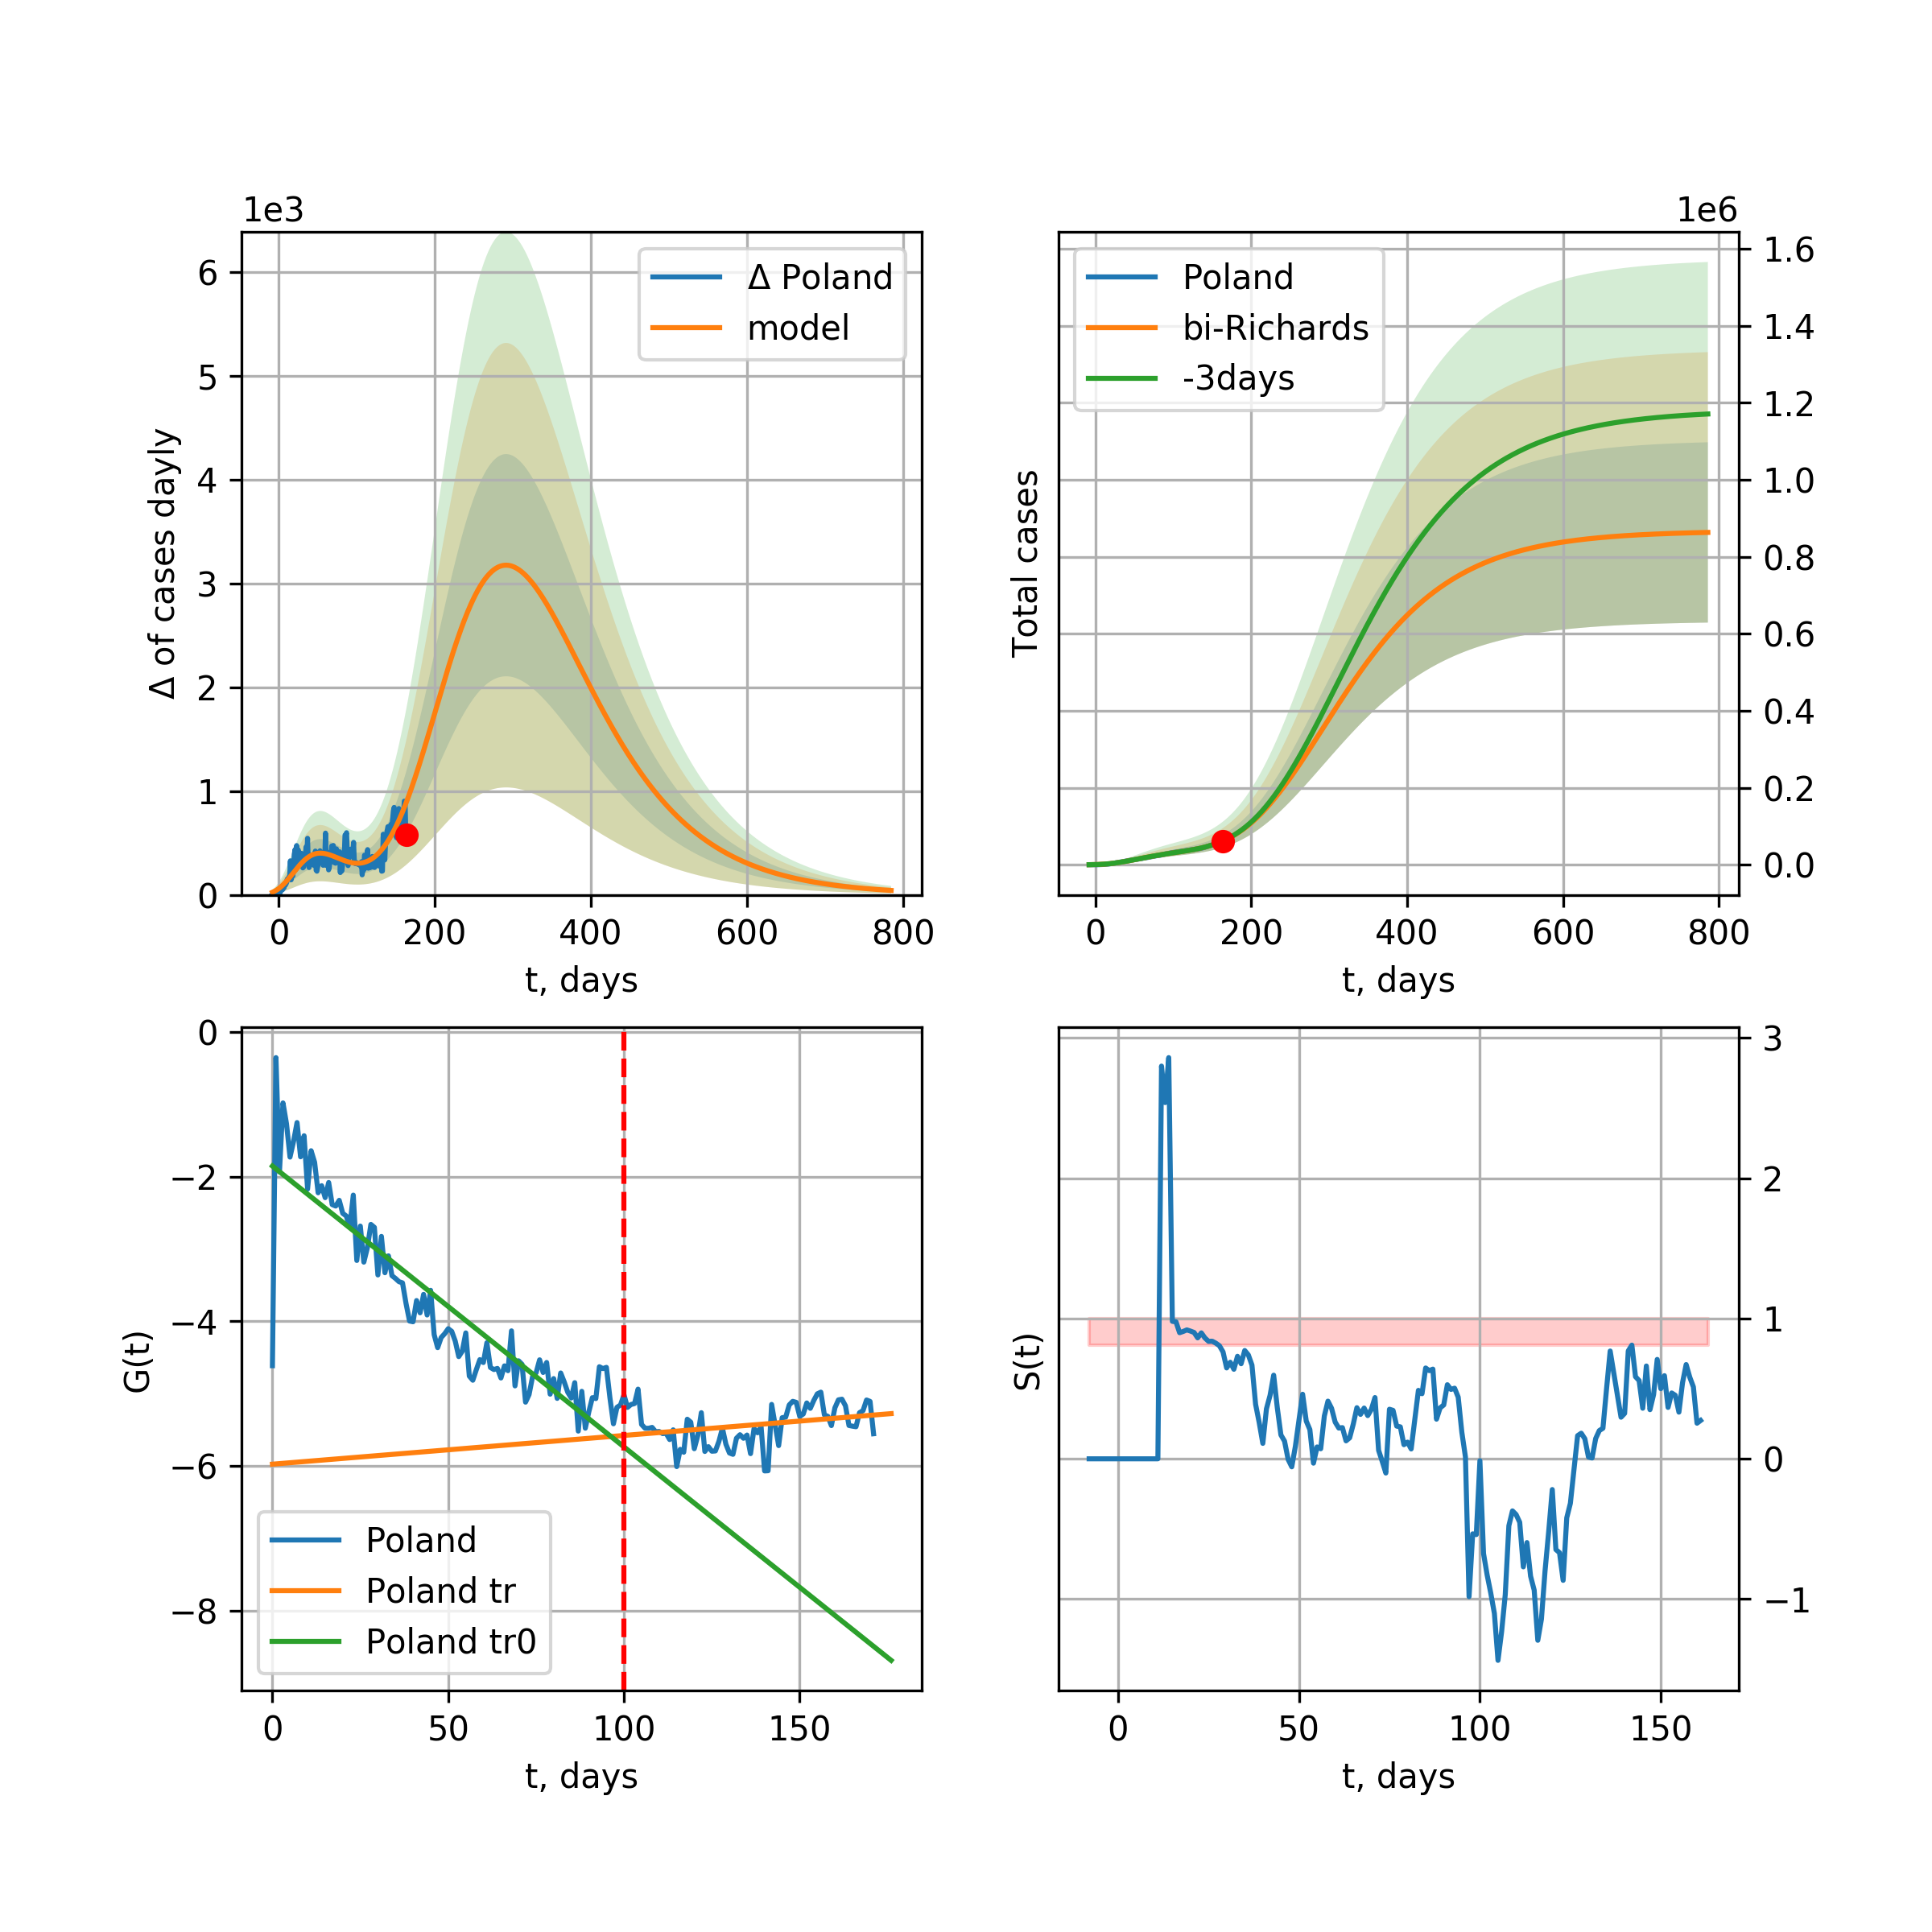 1e3
6
5
4
3
2
1
0
Δ of cases dayly
Δ Poland
model
0 200 400 600 800
t, days
1e6
1.6
1.4
1.2
1.0
0.8
0.6
0.4
0.2
0.0
Total cases
Poland
bi-Richards
-3days
0 200 400 600 800
t, days
0
−2
−4
−6
−8
G(t)
Poland
Poland tr
Poland tr0
0 50 100 150
t, days
3
2
1
0
−1
S(t)
0 50 100 150
t, days